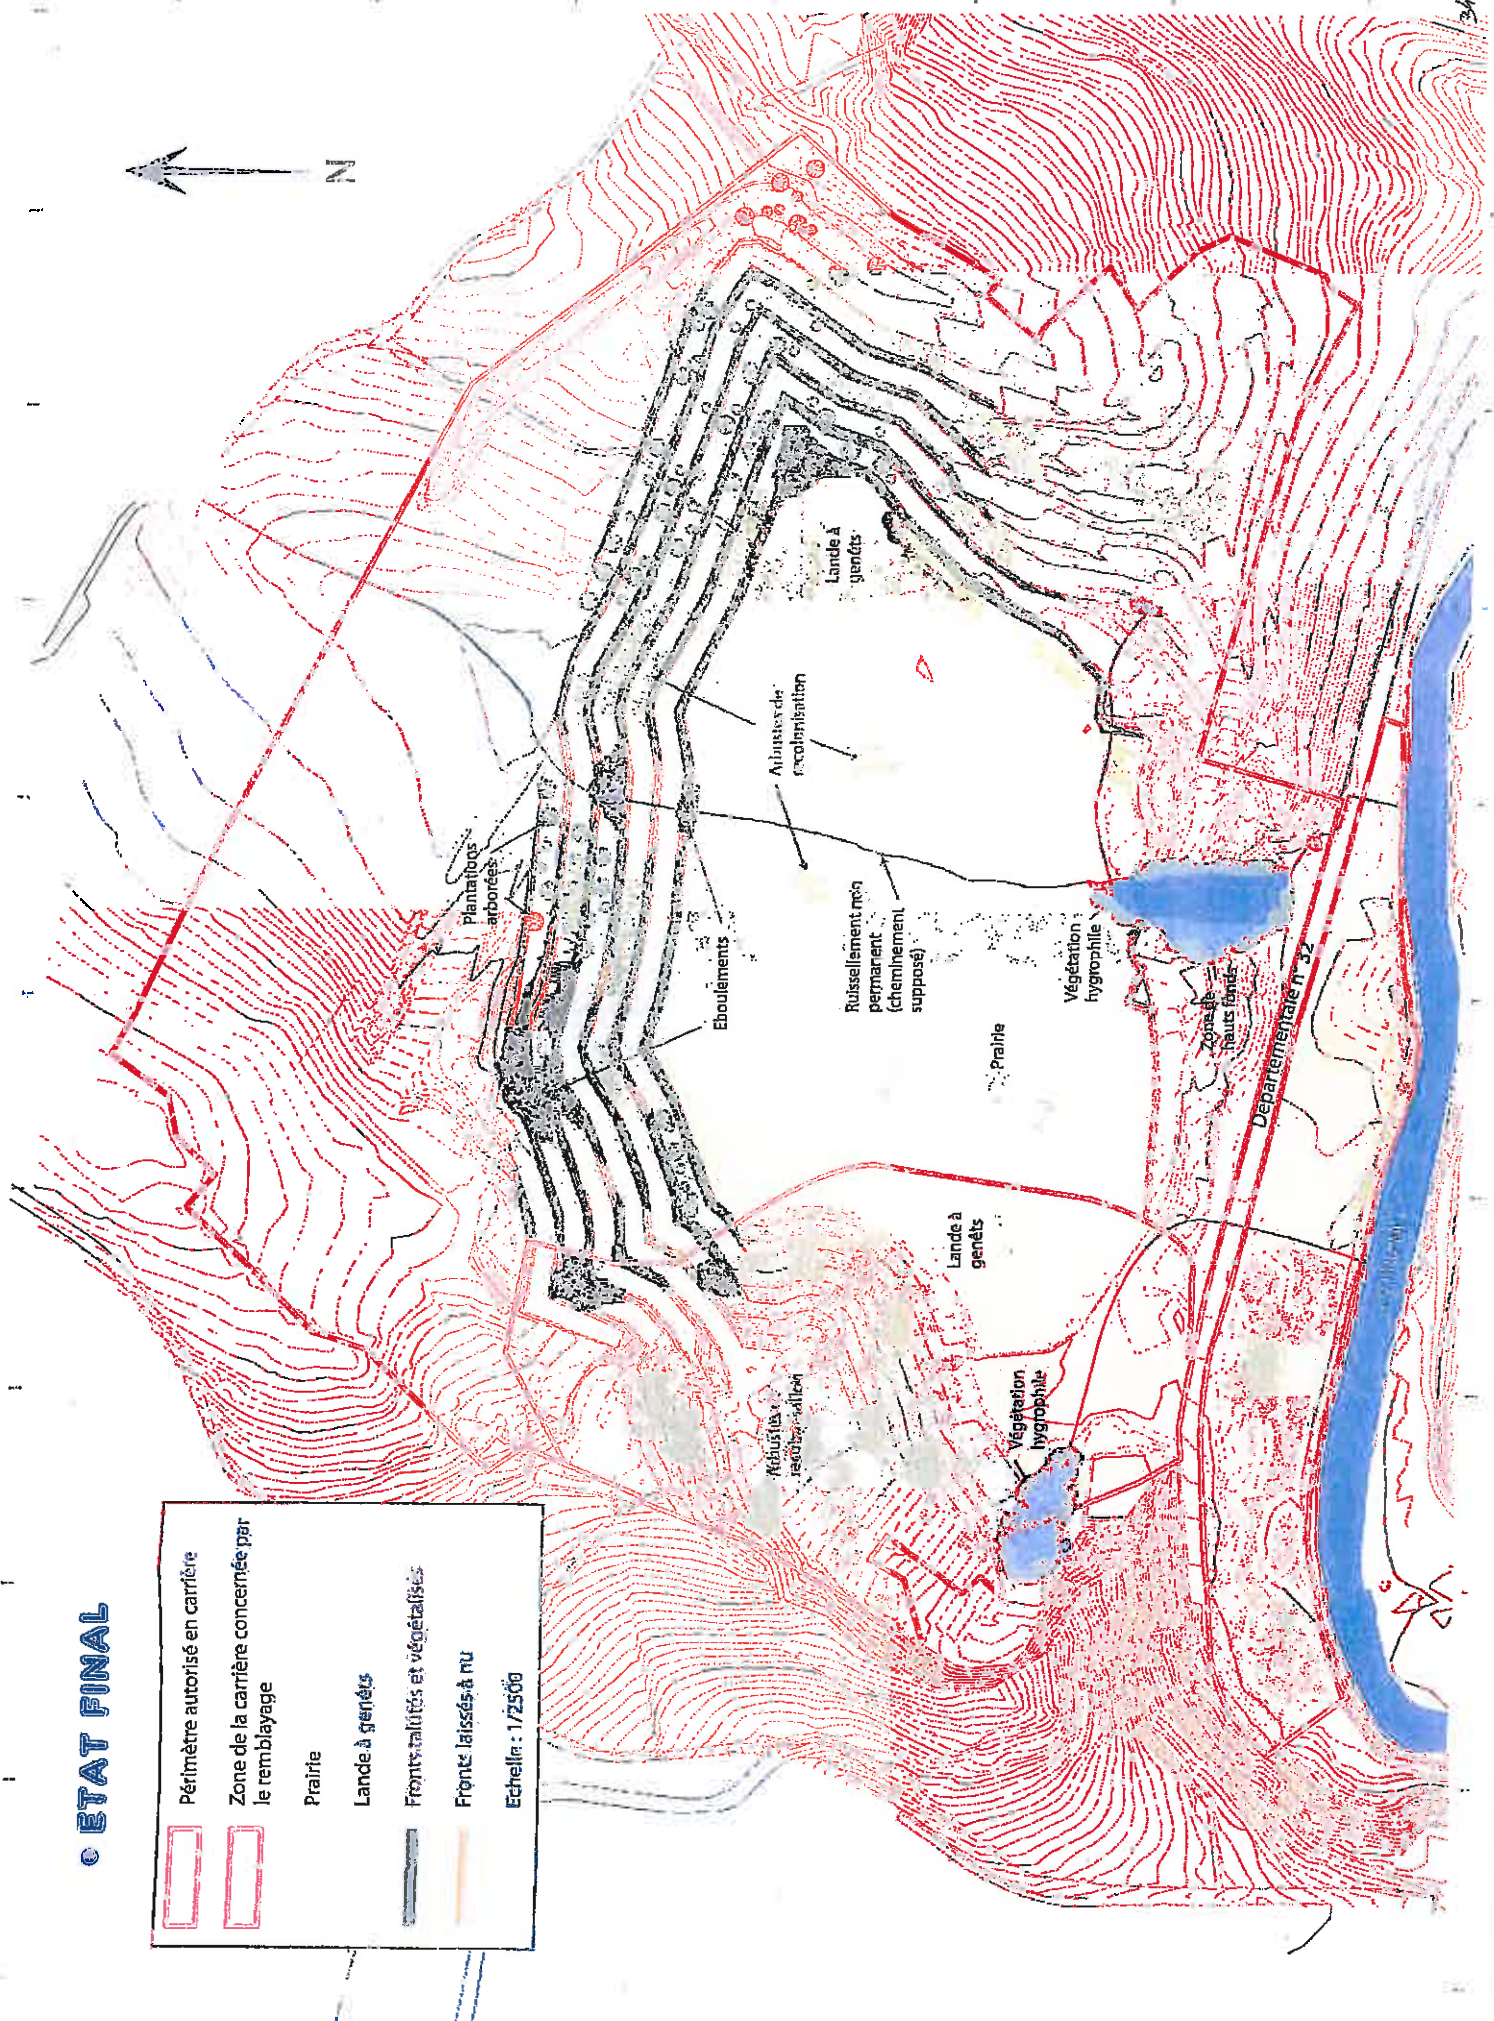 ETAT FINAL
Périmètre autorisé en carrière
Zone de la carrière concernée par
le remblayage
Prairie
Lande à genêts
Fronts talutés et végétalisés
Fronts laissés à nu
Echelle : 1/2500
N
34
Plantations
arborées
Eboulements
Arbustes de
recolonisation
Lande à
genêts
Ruissellement non
permanent
(cheminement
supposé)
Végétation
hygrophile
Prairie
Zone de
hauts fonds
Départementale n° 32
Lande à
genêts
Arbustes
Végétation
hygrophile